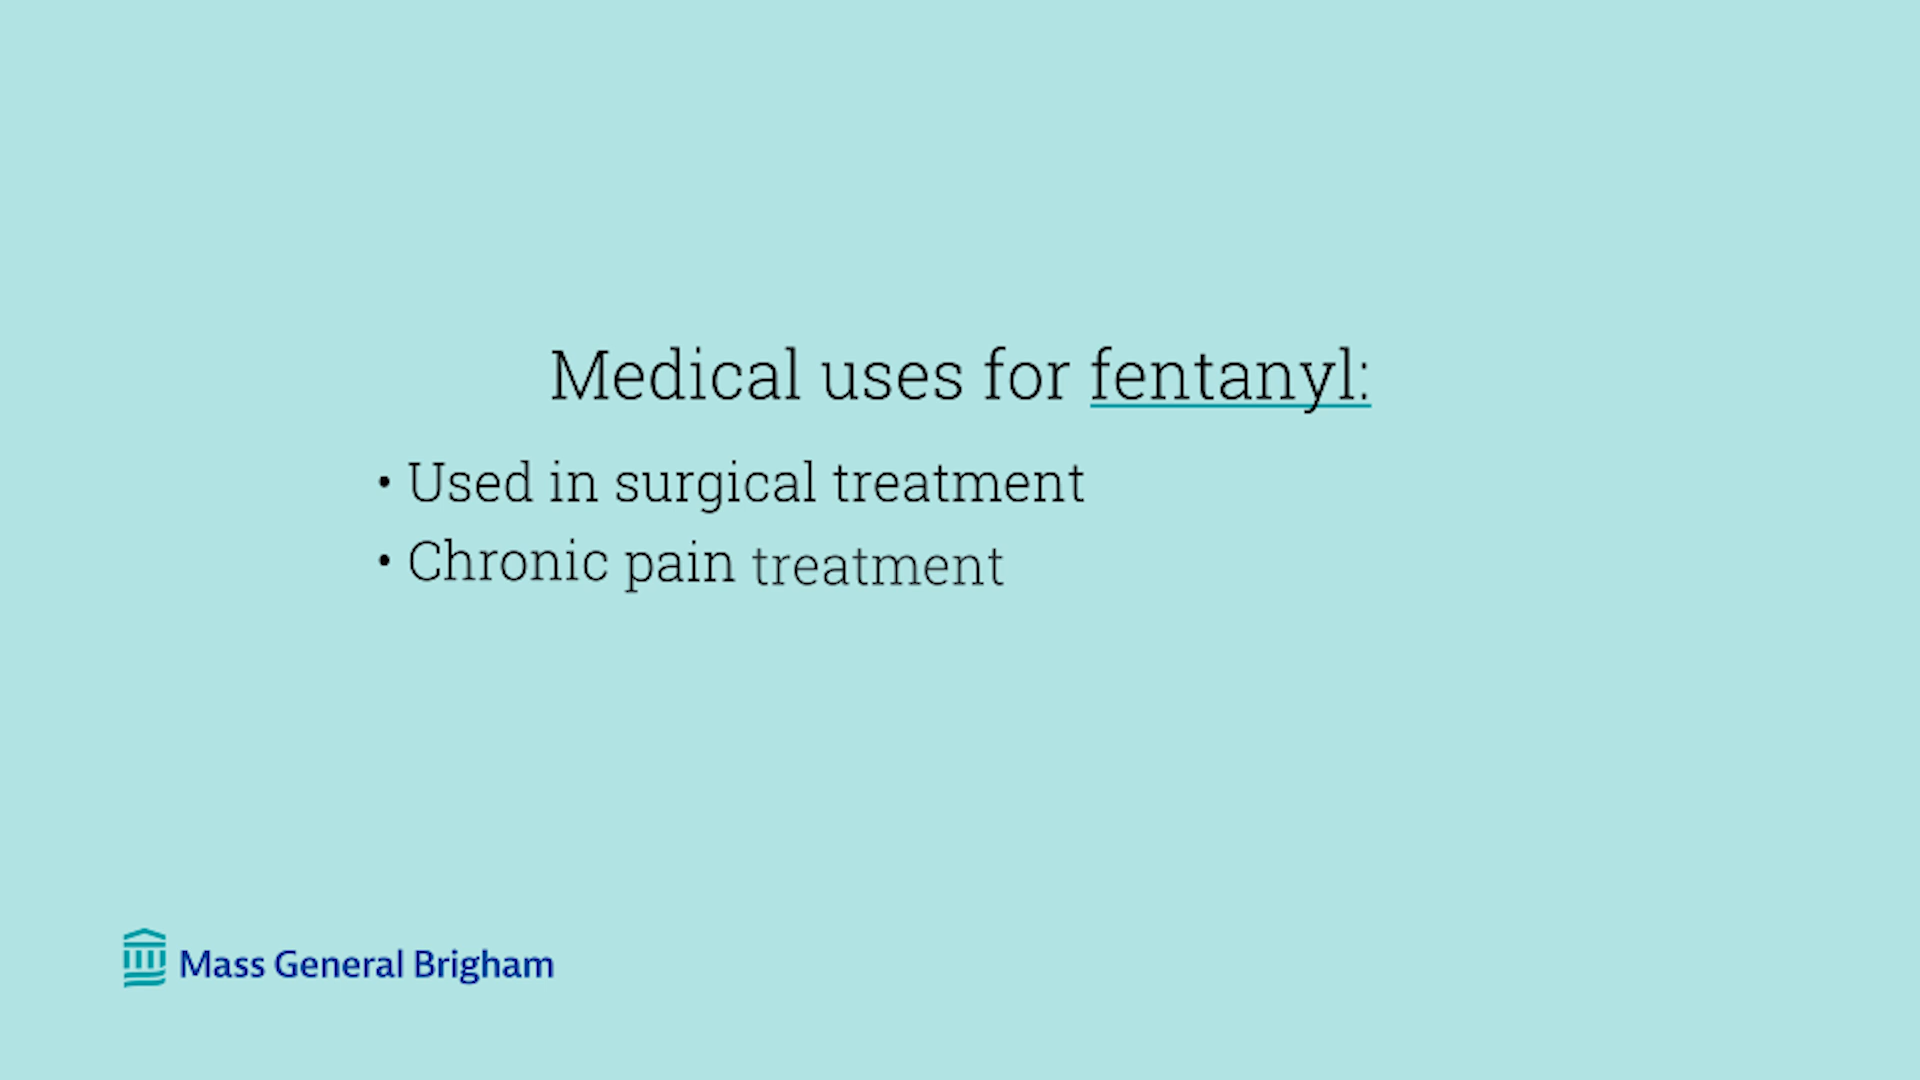 Medical uses for fentanyl:
• Used in surgical treatment
• Chronic pain treatment
Mass General Brigham